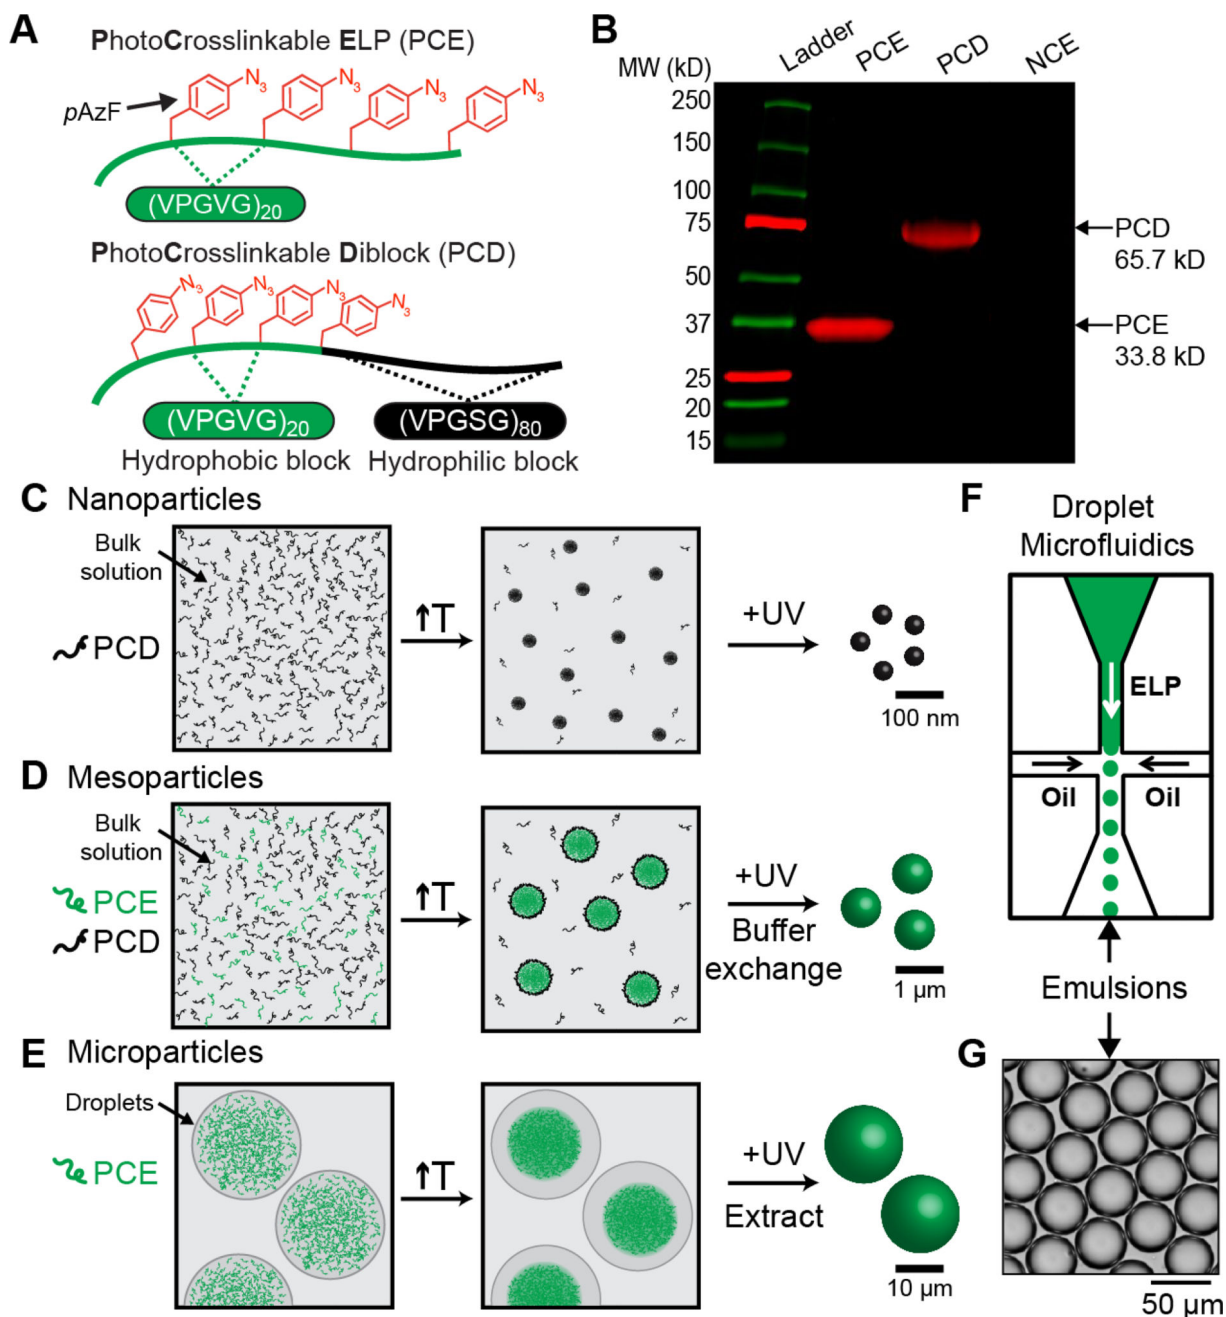 A
PhotoCrosslinkable ELP (PCE)
pAzF
N3
N3
N3
N3
(VPGVG)20
PhotoCrosslinkable Diblock (PCD)
N3
N3
N3
N3
(VPGVG)20
(VPGSG)80
Hydrophobic block
Hydrophilic block
B
MW (kD)
Ladder
PCE
PCD
NCE
250
150
100
75
50
37
25
20
15
PCD
65.7 kD
PCE
33.8 kD
C Nanoparticles
Bulk
solution
PCD
↑T
+UV
100 nm
D Mesoparticles
Bulk
solution
PCE
PCD
↑T
+UV
Buffer
exchange
1 µm
E Microparticles
Droplets
PCE
↑T
+UV
Extract
10 µm
F
Droplet
Microfluidics
ELP
Oil
Oil
Emulsions
G
50 µm